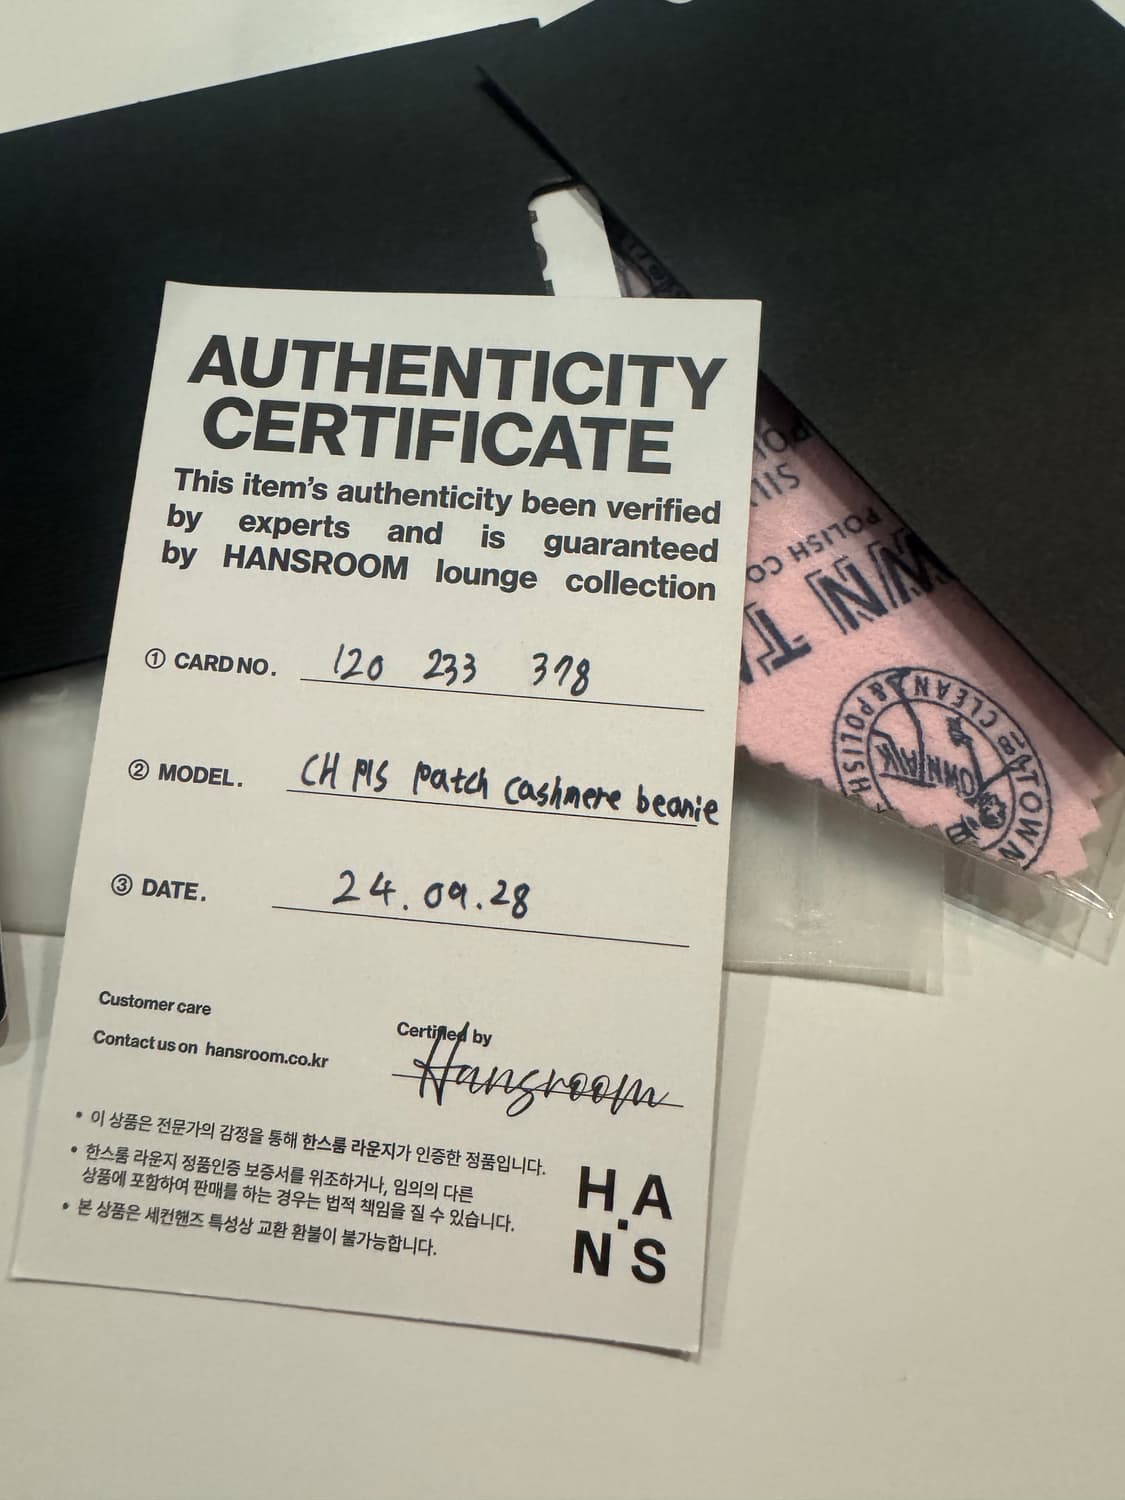 AUTHENTICITY
CERTIFICATE
This item's authenticity been verified
by experts and is guaranteed
by HANSROOM lounge collection
① CARD NO. 120 233 378
② MODEL. CH PlS patch cashmere beanie
③ DATE. 24.09.28
Customer care
Contact us on hansroom.co.kr
Certified by
Hansroom
• 이 상품은 전문가의 감정을 통해 한스룸 라운지가 인증한 정품입니다.
• 한스룸 라운지 정품인증 보증서를 위조하거나, 임의의 다른
상품에 포함하여 판매를 하는 경우는 법적 책임을 질 수 있습니다.
• 본 상품은 세컨핸즈 특성상 교환 환불이 불가능합니다.
H.A
N S
POLISH CO
WN T
TOWN
CLEAN & POLISH
TOWN TALK